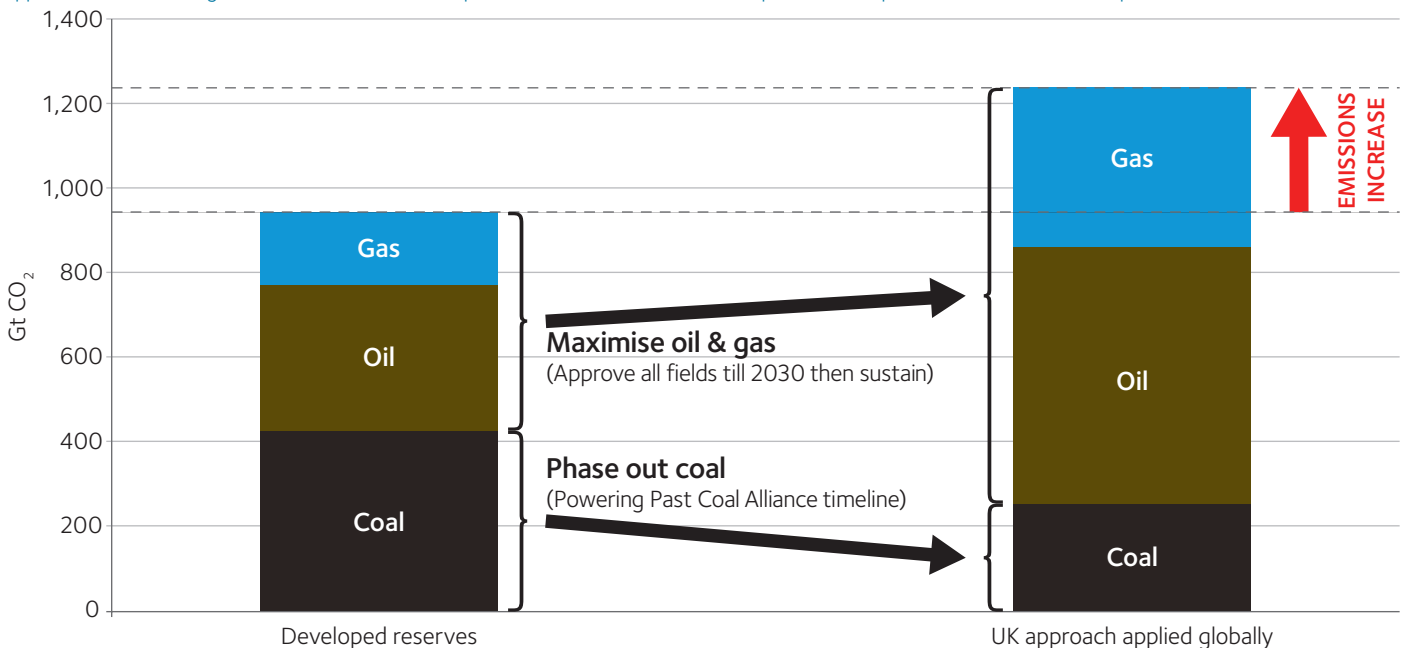 1,400
1,200
1,000
800
600
400
200
0
Gt CO₂
Gas
Oil
Coal
Maximise oil & gas
(Approve all fields till 2030 then sustain)
Phase out coal
(Powering Past Coal Alliance timeline)
Gas
Oil
Coal
EMISSIONS
INCREASE
Developed reserves
UK approach applied globally